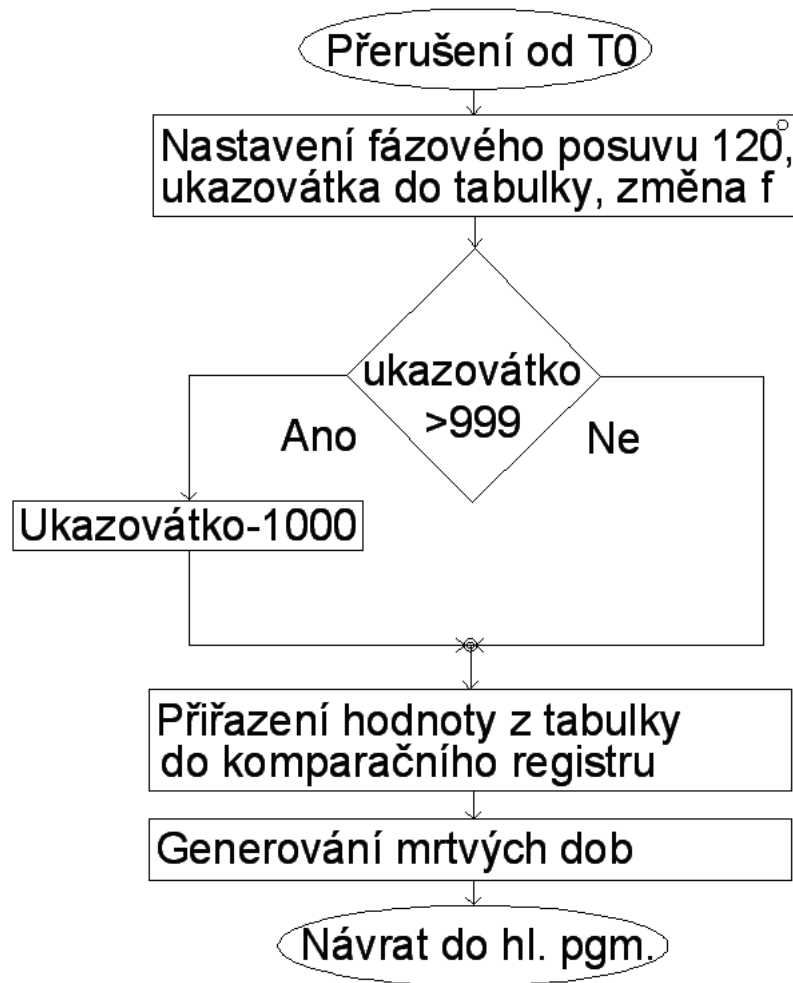 Přerušení od T0
Nastavení fázového posuvu 120°,
ukazovátka do tabulky, změna f
ukazovátko
>999
Ano
Ne
Ukazovátko-1000
Přiřazení hodnoty z tabulky
do komparačního registru
Generování mrtvých dob
Návrat do hl. pgm.